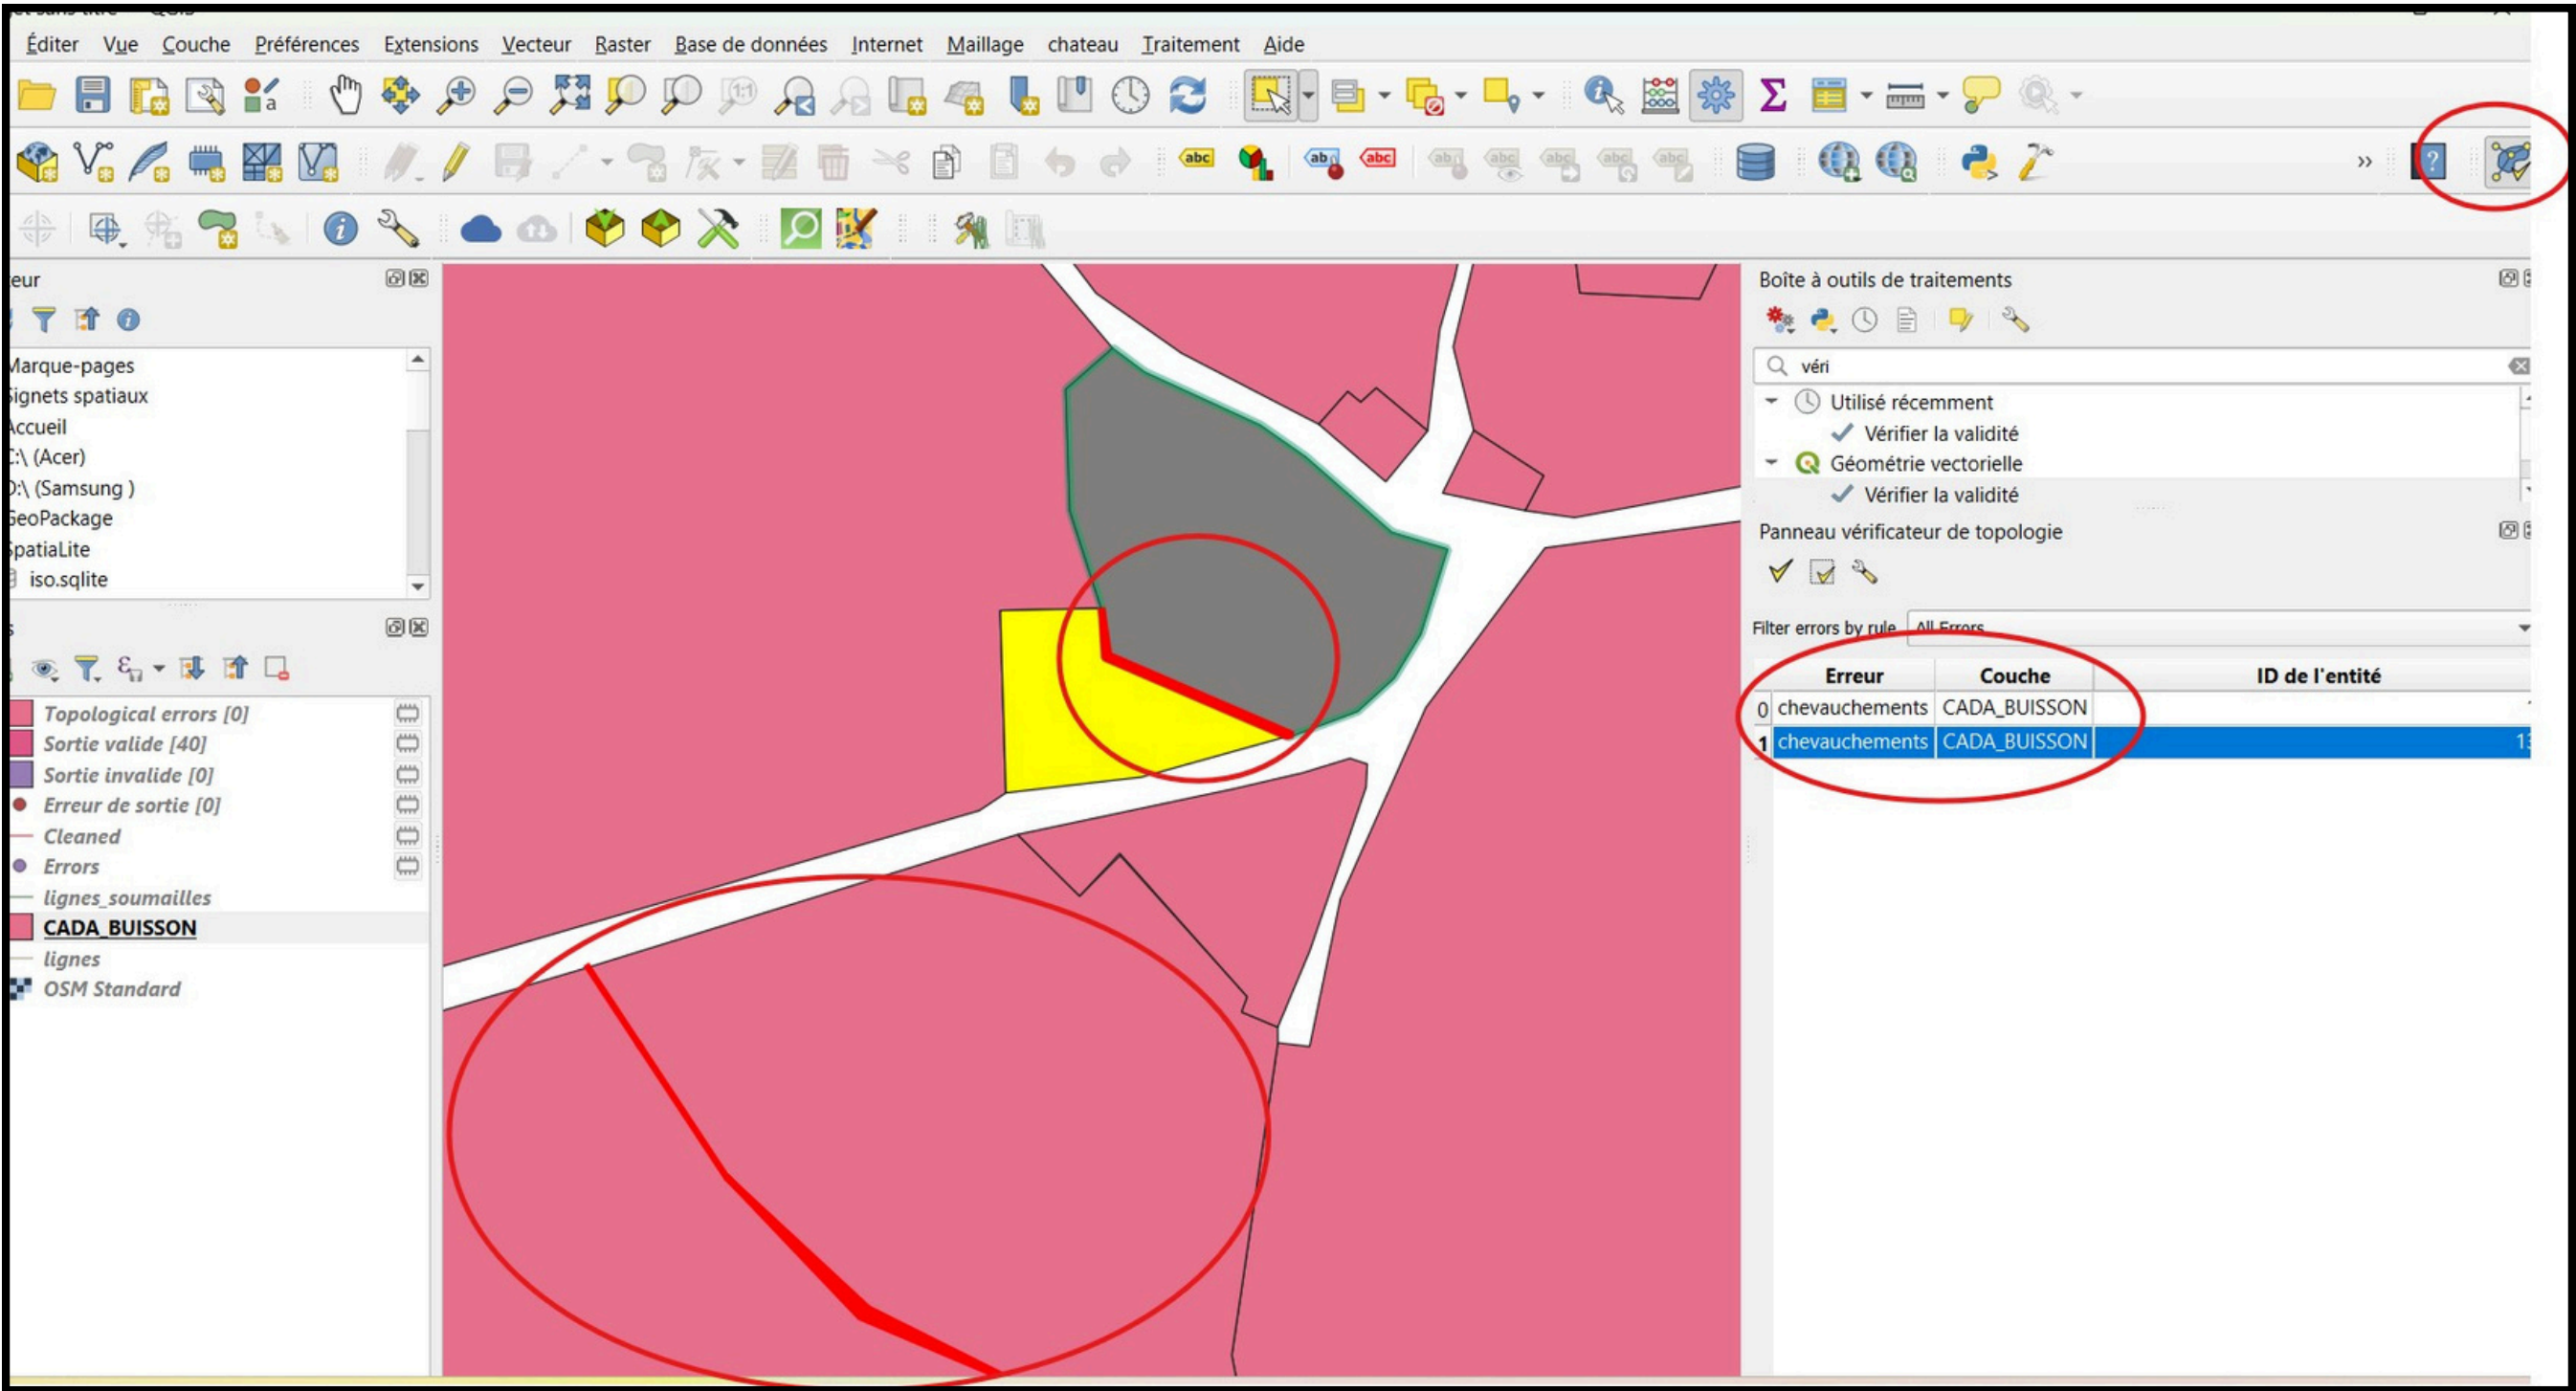 Éditer Vue Couche Préférences Extensions Vecteur Raster Base de données Internet Maillage chateau Traitement Aide
eur
Marque-pages
Signets spatiaux
Accueil
C:\ (Acer)
D:\ (Samsung )
GeoPackage
SpatiaLite
iso.sqlite
s
Topological errors [0]
Sortie valide [40]
Sortie invalide [0]
Erreur de sortie [0]
Cleaned
Errors
lignes_soumailles
CADA_BUISSON
lignes
OSM Standard
Boîte à outils de traitements
véri
Utilisé récemment
Vérifier la validité
Géométrie vectorielle
Vérifier la validité
Panneau vérificateur de topologie
Filter errors by rule All Errors
Erreur Couche ID de l'entité
0 chevauchements CADA_BUISSON
1 chevauchements CADA_BUISSON